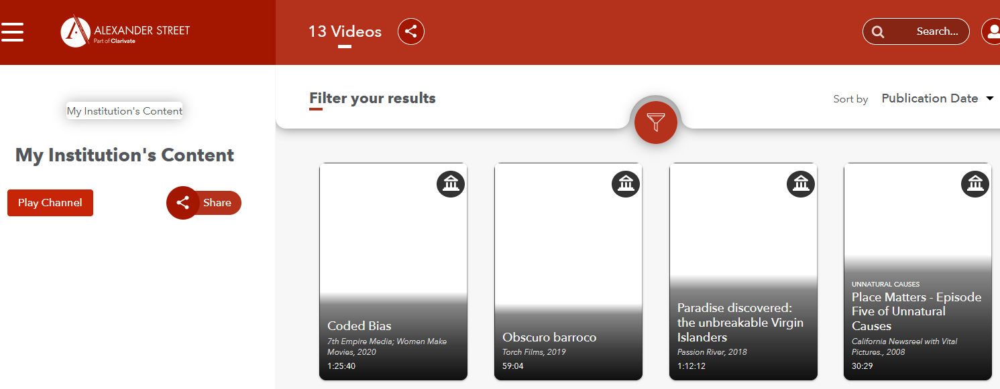 ALEXANDER STREET
Part of Clarivate
13 Videos
Search...
My Institution's Content
My Institution's Content
Play Channel
Share
Filter your results
Sort by Publication Date
Coded Bias
7th Empire Media; Women Make
Movies, 2020
1:25:40
Obscuro barroco
Torch Films, 2019
59:04
Paradise discovered:
the unbreakable Virgin
Islanders
Passion River, 2018
1:12:12
UNNATURAL CAUSES
Place Matters - Episode
Five of Unnatural
Causes
California Newsreel with Vital
Pictures., 2008
30:29